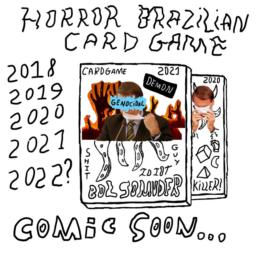 HORROR BRAZILIAN
CARD GAME
2018
2019
2020
2021
2022?
CARDGAME 2021
DEMON
GENOCIDAL
SHIT
GUY
IDIOT
2020
KILLER!
COMIC SOON...